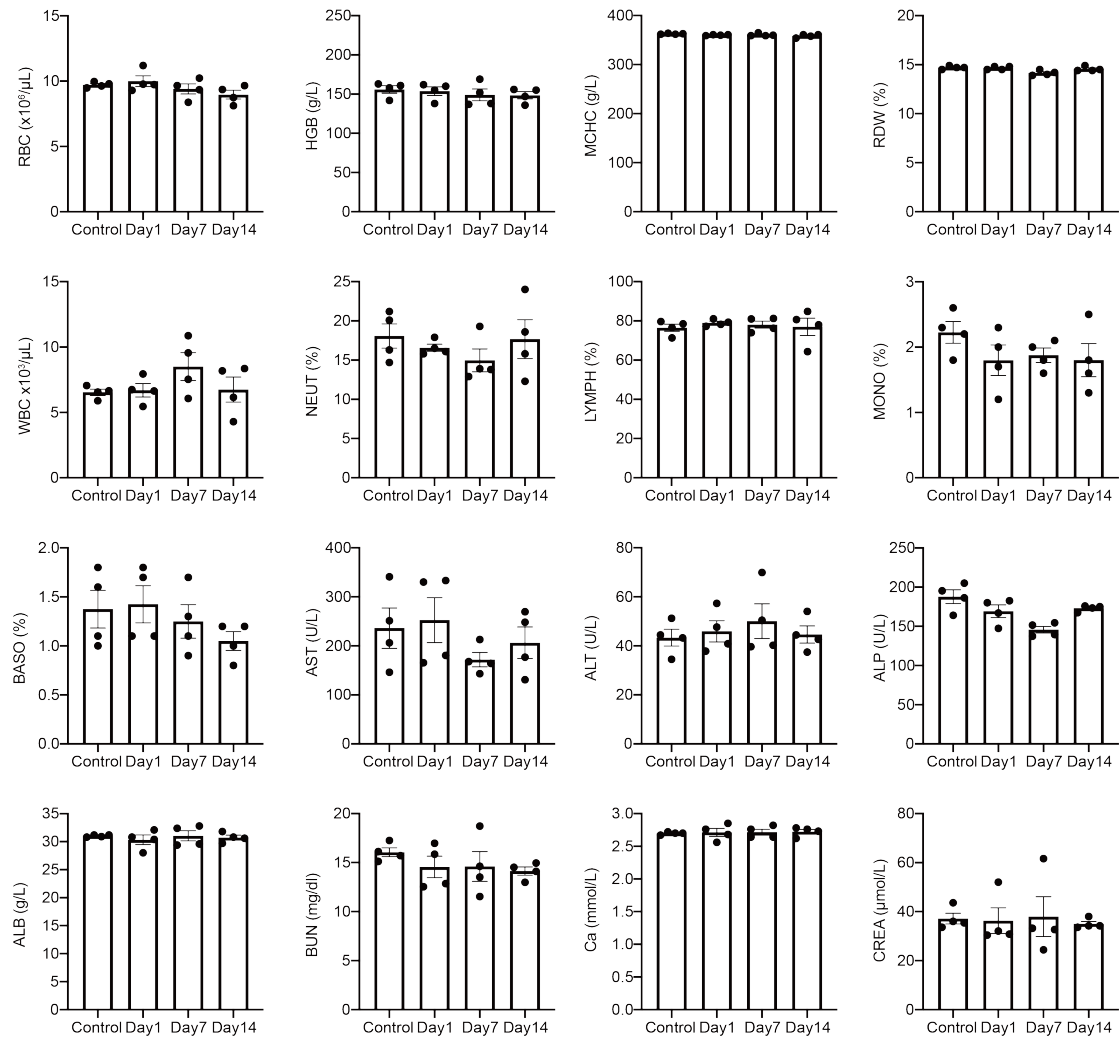 RBC (x10⁶/μL)
15
10
5
0
Control Day1 Day7 Day14
HGB (g/L)
250
200
150
100
50
0
Control Day1 Day7 Day14
MCHC (g/L)
400
300
200
100
0
Control Day1 Day7 Day14
RDW (%)
20
15
10
5
0
Control Day1 Day7 Day14
WBC x10³/μL)
15
10
5
0
Control Day1 Day7 Day14
NEUT (%)
25
20
15
10
5
0
Control Day1 Day7 Day14
LYMPH (%)
100
80
60
40
20
0
Control Day1 Day7 Day14
MONO (%)
3
2
1
0
Control Day1 Day7 Day14
BASO (%)
2.0
1.5
1.0
0.5
0.0
Control Day1 Day7 Day14
AST (U/L)
400
300
200
100
0
Control Day1 Day7 Day14
ALT (U/L)
80
60
40
20
0
Control Day1 Day7 Day14
ALP (U/L)
250
200
150
100
50
0
Control Day1 Day7 Day14
ALB (g/L)
35
30
25
20
15
10
5
0
Control Day1 Day7 Day14
BUN (mg/dl)
20
15
10
5
0
Control Day1 Day7 Day14
Ca (mmol/L)
3.0
2.5
2.0
1.5
1.0
0.5
0.0
Control Day1 Day7 Day14
CREA (μmol/L)
80
60
40
20
0
Control Day1 Day7 Day14